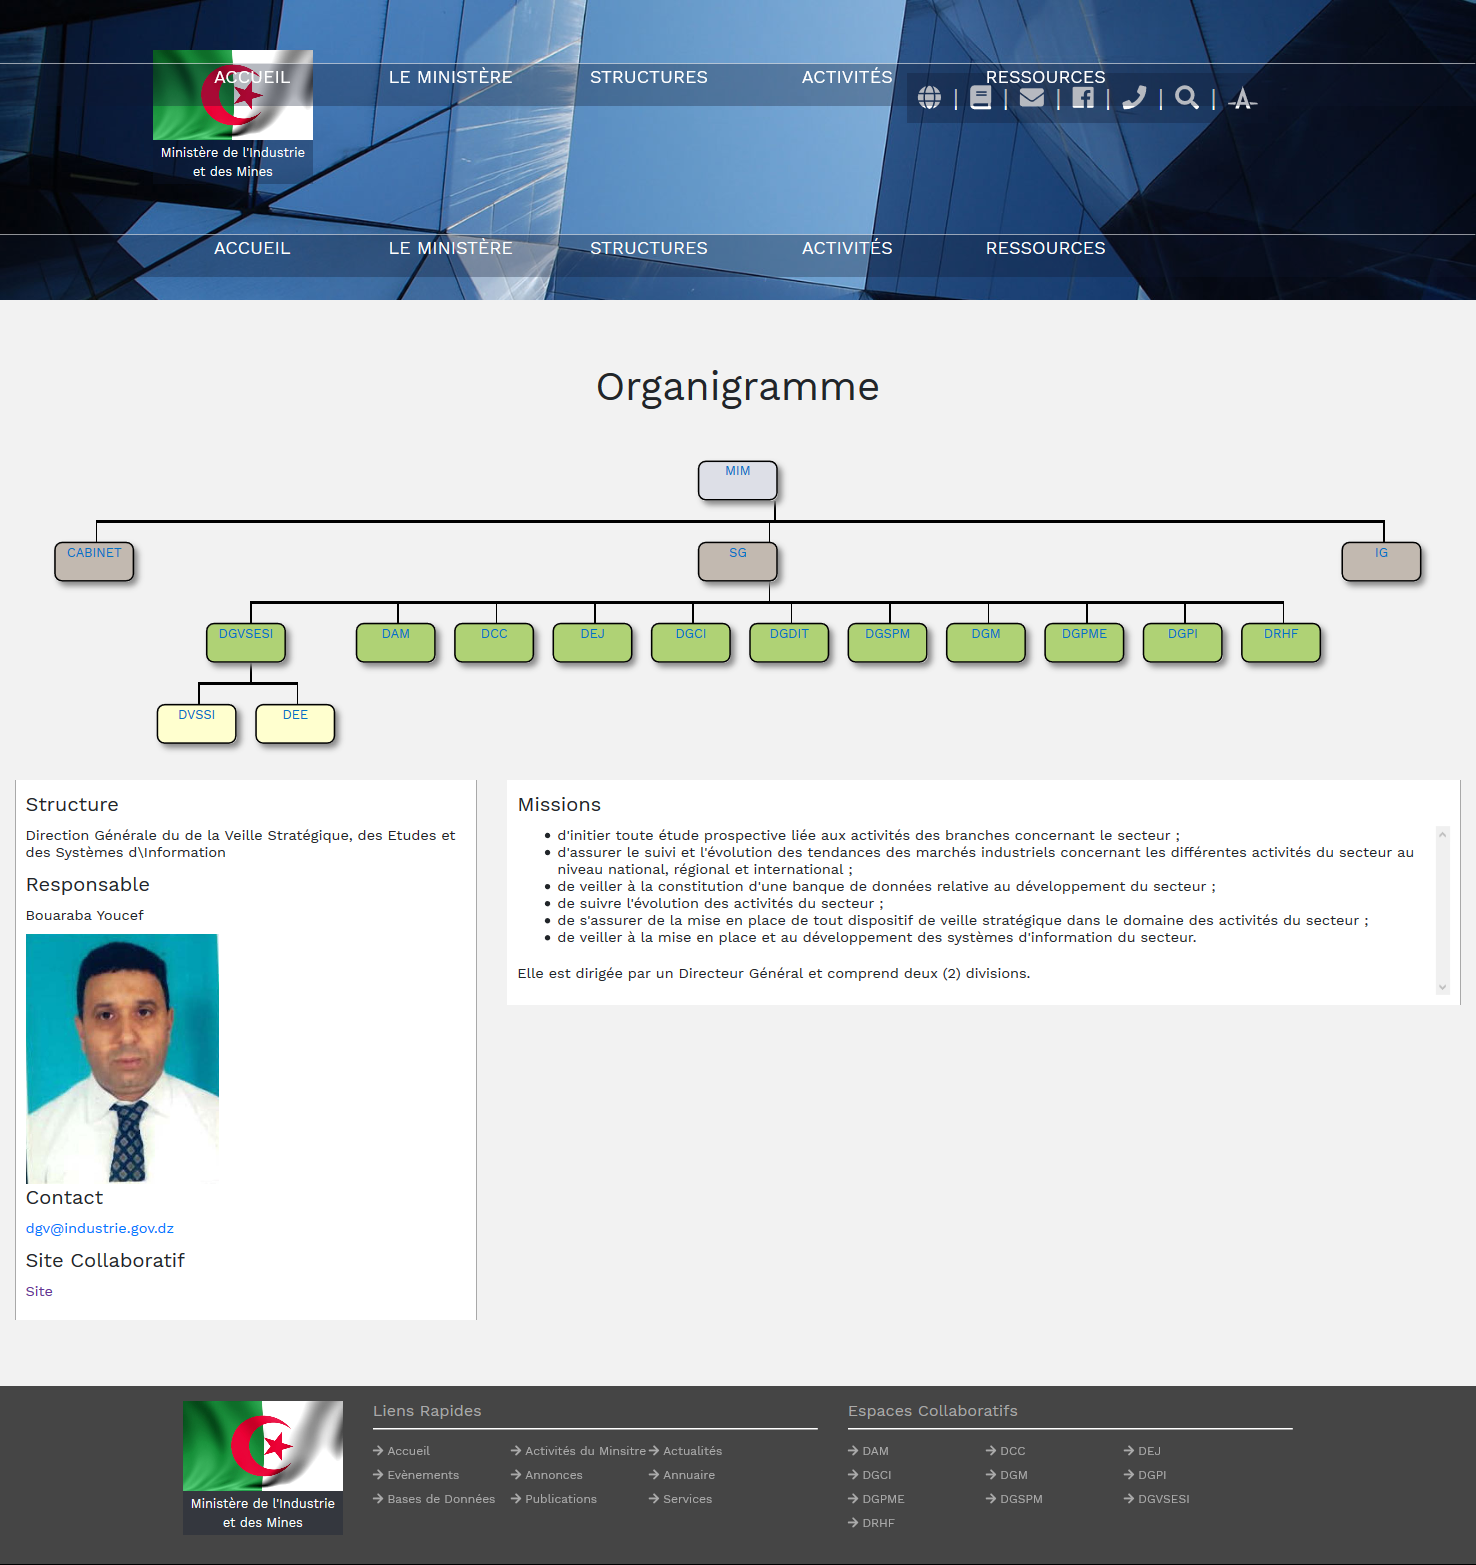 ACCUEIL LE MINISTÈRE STRUCTURES ACTIVITÉS RESSOURCES
| | | | | |
Ministère de l'Industrie
et des Mines
ACCUEIL LE MINISTÈRE STRUCTURES ACTIVITÉS RESSOURCES
Organigramme
MIM
CABINET SG IG
DGVSESI DAM DCC DEJ DGCI DGDIT DGSPM DGM DGPME DGPI DRHF
DVSSI DEE
Structure
Direction Générale du de la Veille Stratégique, des Etudes et
des Systèmes d\Information
Responsable
Bouaraba Youcef
Contact
dgv@industrie.gov.dz
Site Collaboratif
Site
Missions
• d'initier toute étude prospective liée aux activités des branches concernant le secteur ;
• d'assurer le suivi et l'évolution des tendances des marchés industriels concernant les différentes activités du secteur au
niveau national, régional et international ;
• de veiller à la constitution d'une banque de données relative au développement du secteur ;
• de suivre l'évolution des activités du secteur ;
• de s'assurer de la mise en place de tout dispositif de veille stratégique dans le domaine des activités du secteur ;
• de veiller à la mise en place et au développement des systèmes d'information du secteur.
Elle est dirigée par un Directeur Général et comprend deux (2) divisions.
Ministère de l'Industrie
et des Mines
Liens Rapides
Accueil Activités du Minsitre Actualités
Evènements Annonces Annuaire
Bases de Données Publications Services
Espaces Collaboratifs
DAM DCC DEJ
DGCI DGM DGPI
DGPME DGSPM DGVSESI
DRHF